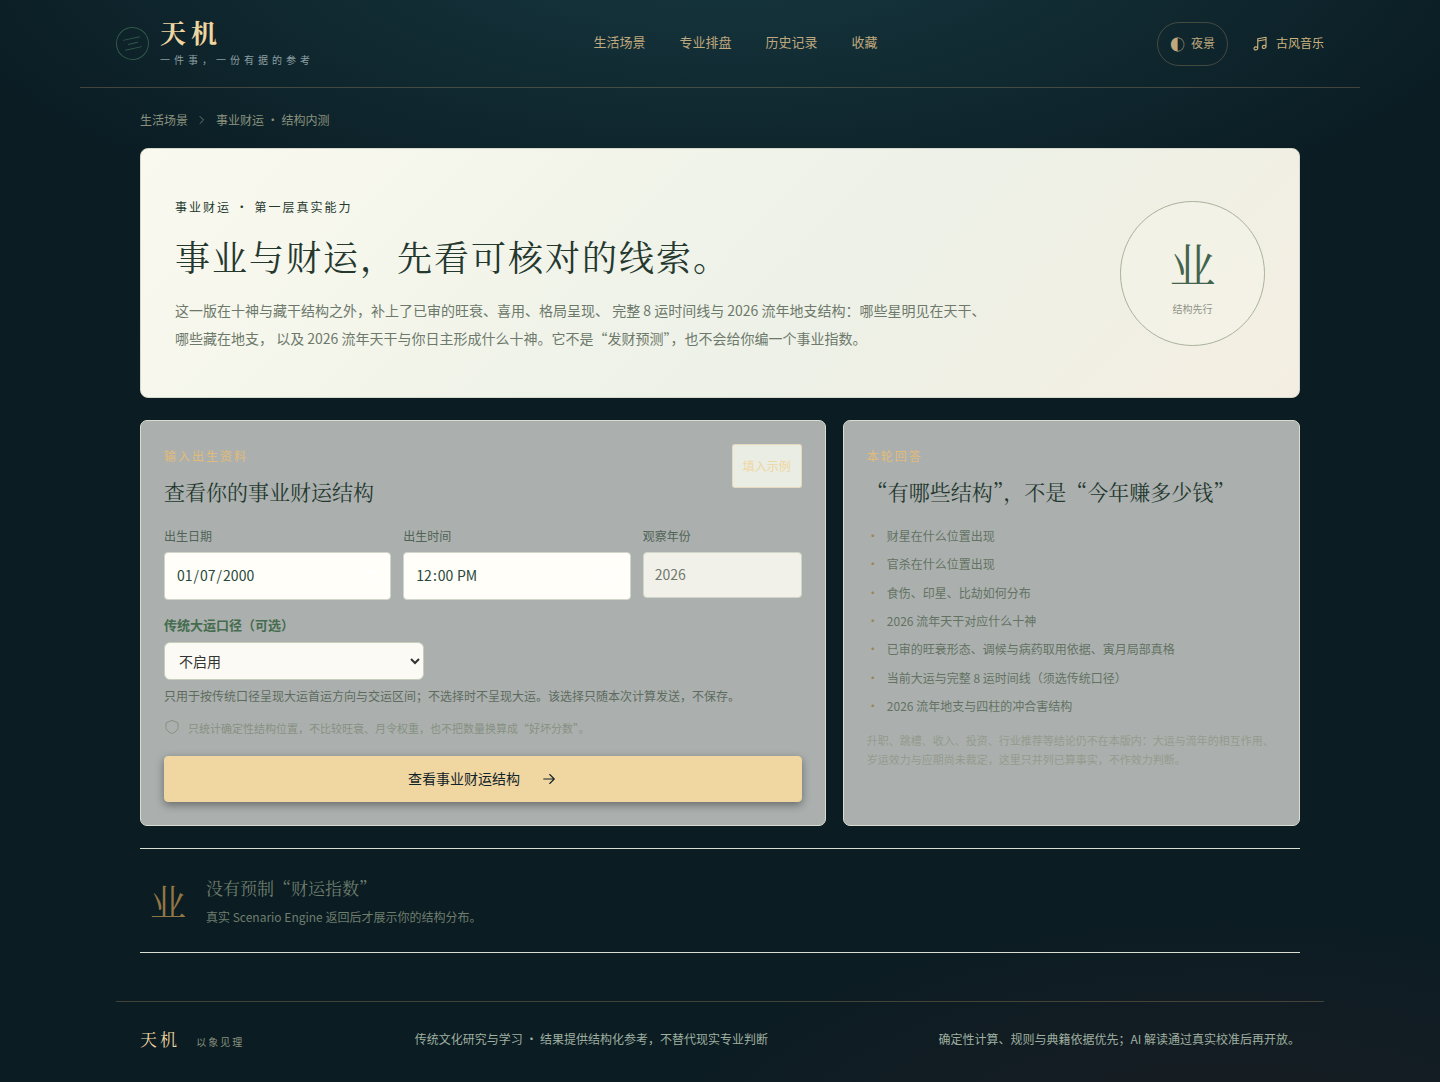 天机
一件事，一份有据的参考
生活场景
专业排盘
历史记录
收藏
夜景
古风音乐
生活场景
事业财运 · 结构内测
事业财运 · 第一层真实能力
事业与财运，先看可核对的线索。
这一版在十神与藏干结构之外，补上了已审的旺衰、喜用、格局呈现、 完整 8 运时间线与 2026 流年地支结构：哪些星明见在天干、
哪些藏在地支， 以及 2026 流年天干与你日主形成什么十神。它不是“发财预测”，也不会给你编一个事业指数。
业
结构先行
输入出生资料
查看你的事业财运结构
填入示例
出生日期
出生时间
观察年份
01/07/2000
12:00 PM
2026
传统大运口径（可选）
不启用
只用于按传统口径呈现大运首运方向与交运区间；不选择时不呈现大运。该选择只随本次计算发送，不保存。
只统计确定性结构位置，不比较旺衰、月令权重，也不把数量换算成“好坏分数”。
查看事业财运结构
本轮回答
“有哪些结构”，不是“今年赚多少钱”
· 财星在什么位置出现
· 官杀在什么位置出现
· 食伤、印星、比劫如何分布
· 2026 流年天干对应什么十神
· 已审的旺衰形态、调候与病药取用依据、寅月局部真格
· 当前大运与完整 8 运时间线（须选传统口径）
· 2026 流年地支与四柱的冲合害结构
升职、跳槽、收入、投资、行业推荐等结论仍不在本版内；大运与流年的相互作用、
岁运效力与应期尚未裁定，这里只并列已算事实，不作效力判断。
业
没有预制“财运指数”
真实 Scenario Engine 返回后才展示你的结构分布。
天机
以象见理
传统文化研究与学习 · 结果提供结构化参考，不替代现实专业判断
确定性计算、规则与典籍依据优先；AI 解读通过真实校准后再开放。